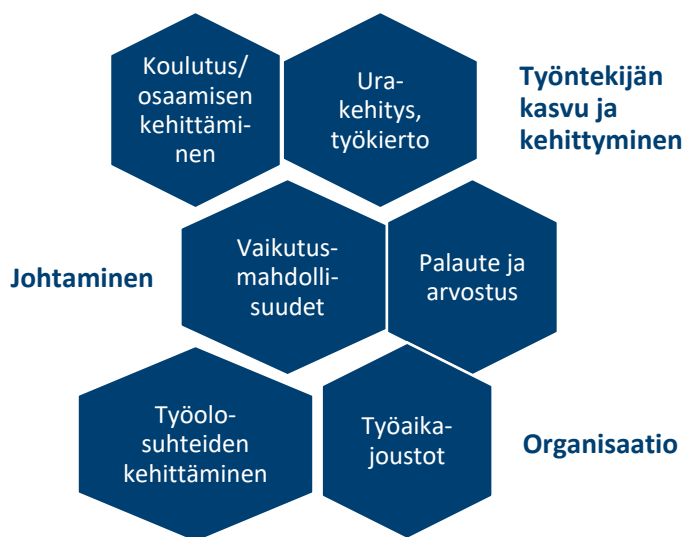 Koulutus/
osaamisen
kehittämi-
nen
Ura-
kehitys,
työkierto
Työntekijän
kasvu ja
kehittyminen
Johtaminen
Vaikutus-
mahdolli-
suudet
Palaute ja
arvostus
Työolo-
suhteiden
kehittäminen
Työaika-
joustot
Organisaatio